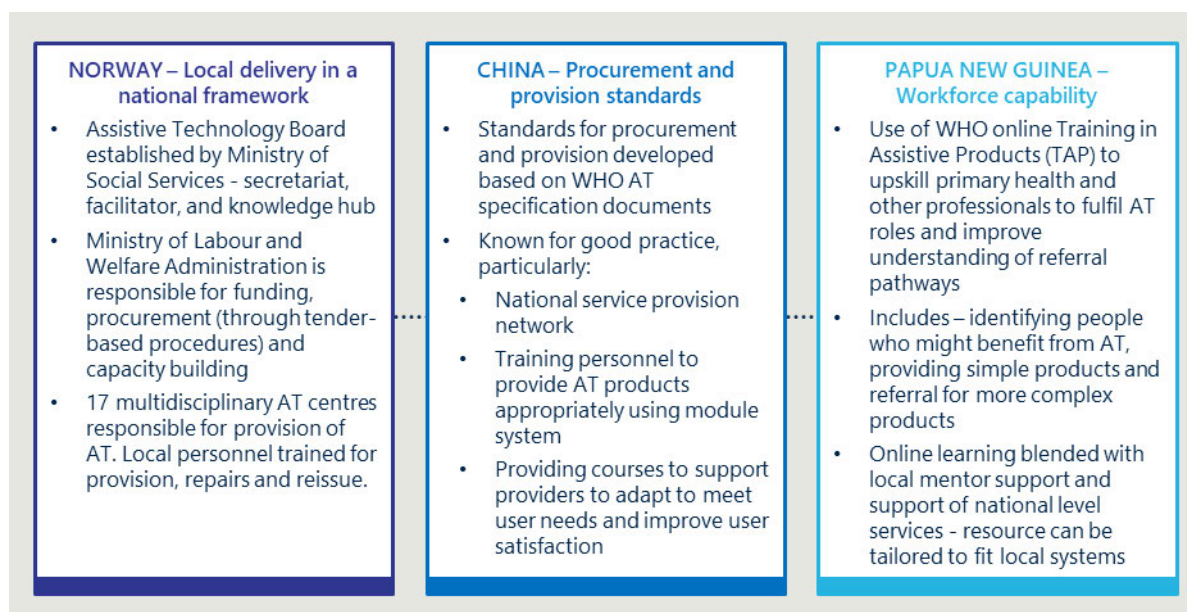 NORWAY – Local delivery in a
national framework
• Assistive Technology Board
established by Ministry of
Social Services - secretariat,
facilitator, and knowledge hub
• Ministry of Labour and
Welfare Administration is
responsible for funding,
procurement (through tender-
based procedures) and
capacity building
• 17 multidisciplinary AT centres
responsible for provision of
AT. Local personnel trained for
provision, repairs and reissue.
CHINA – Procurement and
provision standards
• Standards for procurement
and provision developed
based on WHO AT
specification documents
• Known for good practice,
particularly:
• National service provision
network
• Training personnel to
provide AT products
appropriately using module
system
• Providing courses to support
providers to adapt to meet
user needs and improve user
satisfaction
PAPUA NEW GUINEA –
Workforce capability
• Use of WHO online Training in
Assistive Products (TAP) to
upskill primary health and
other professionals to fulfil AT
roles and improve
understanding of referral
pathways
• Includes – identifying people
who might benefit from AT,
providing simple products and
referral for more complex
products
• Online learning blended with
local mentor support and
support of national level
services - resource can be
tailored to fit local systems